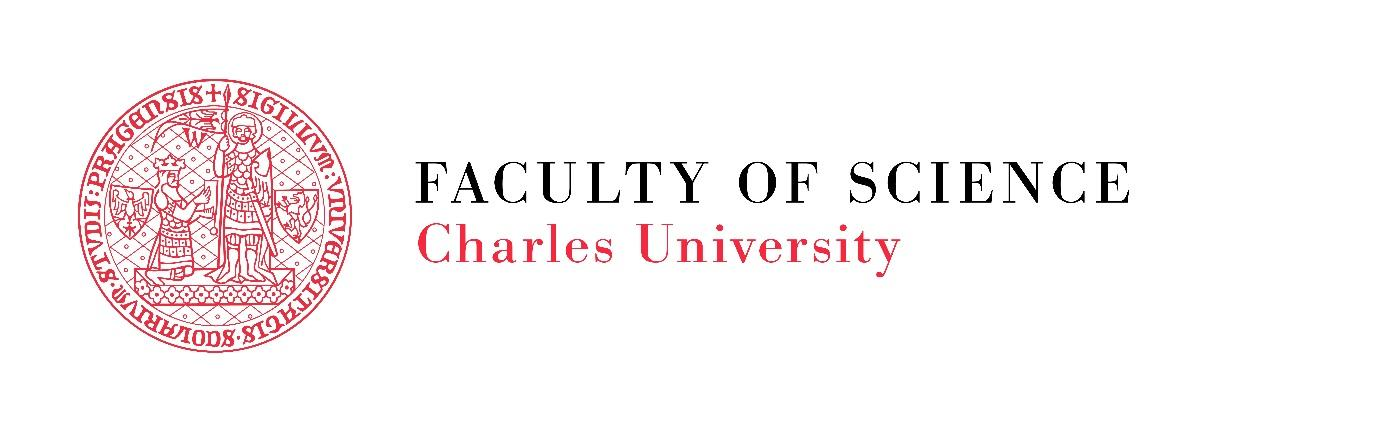 SIGILLVM : VNIVERSITATIS · SCOLARIVM · STVDII : PRAGENSIS +
W
FACULTY OF SCIENCE
Charles University